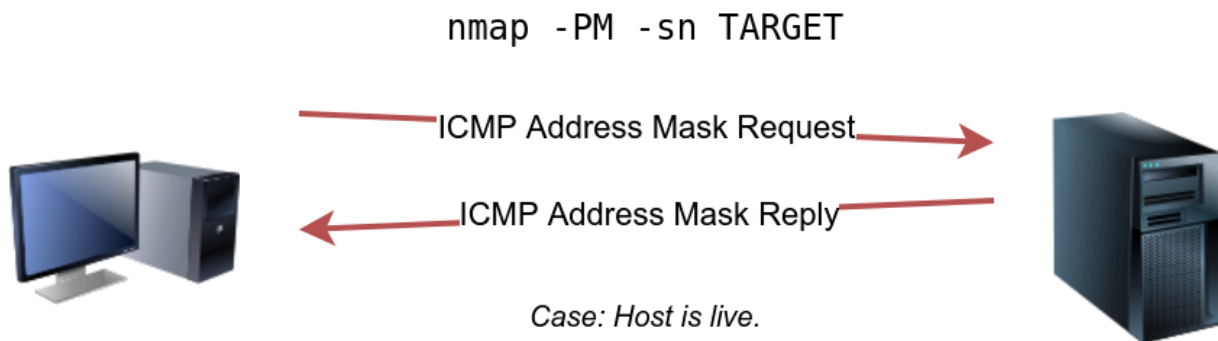 nmap -PM -sn TARGET
ICMP Address Mask Request
ICMP Address Mask Reply
Case: Host is live.